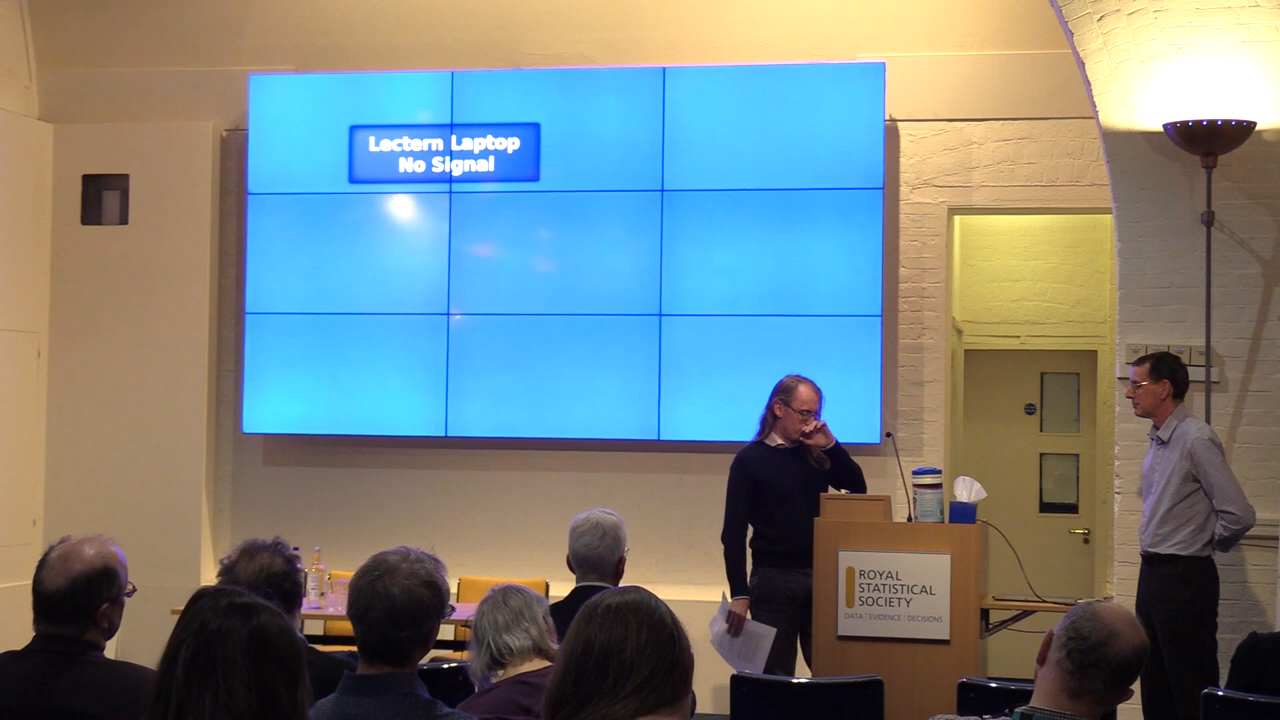 Lectern Laptop
No Signal
ROYAL
STATISTICAL
SOCIETY
DATA | EVIDENCE | DECISIONS